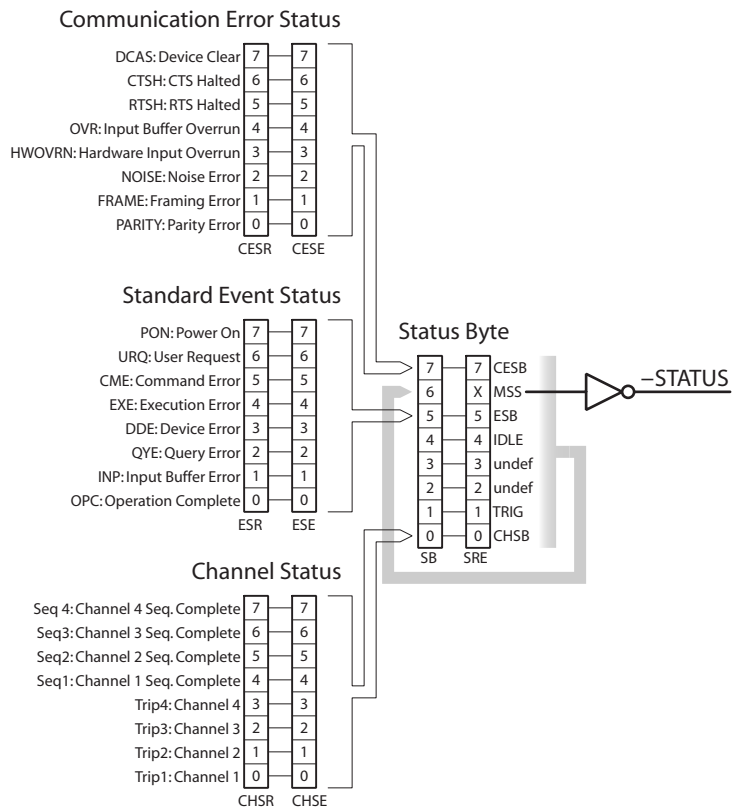 Communication Error Status
DCAS: Device Clear 7 7
CTSH: CTS Halted 6 6
RTSH: RTS Halted 5 5
OVR: Input Buffer Overrun 4 4
HWOVRN: Hardware Input Overrun 3 3
NOISE: Noise Error 2 2
FRAME: Framing Error 1 1
PARITY: Parity Error 0 0
CESR CESE
Standard Event Status
PON: Power On 7 7
URQ: User Request 6 6
CME: Command Error 5 5
EXE: Execution Error 4 4
DDE: Device Error 3 3
QYE: Query Error 2 2
INP: Input Buffer Error 1 1
OPC: Operation Complete 0 0
ESR ESE
Status Byte
7 7 CESB
6 X MSS
5 5 ESB
4 4 IDLE
3 3 undef
2 2 undef
1 1 TRIG
0 0 CHSB
SB SRE
–STATUS
Channel Status
Seq 4: Channel 4 Seq. Complete 7 7
Seq3: Channel 3 Seq. Complete 6 6
Seq2: Channel 2 Seq. Complete 5 5
Seq1: Channel 1 Seq. Complete 4 4
Trip4: Channel 4 3 3
Trip3: Channel 3 2 2
Trip2: Channel 2 1 1
Trip1: Channel 1 0 0
CHSR CHSE